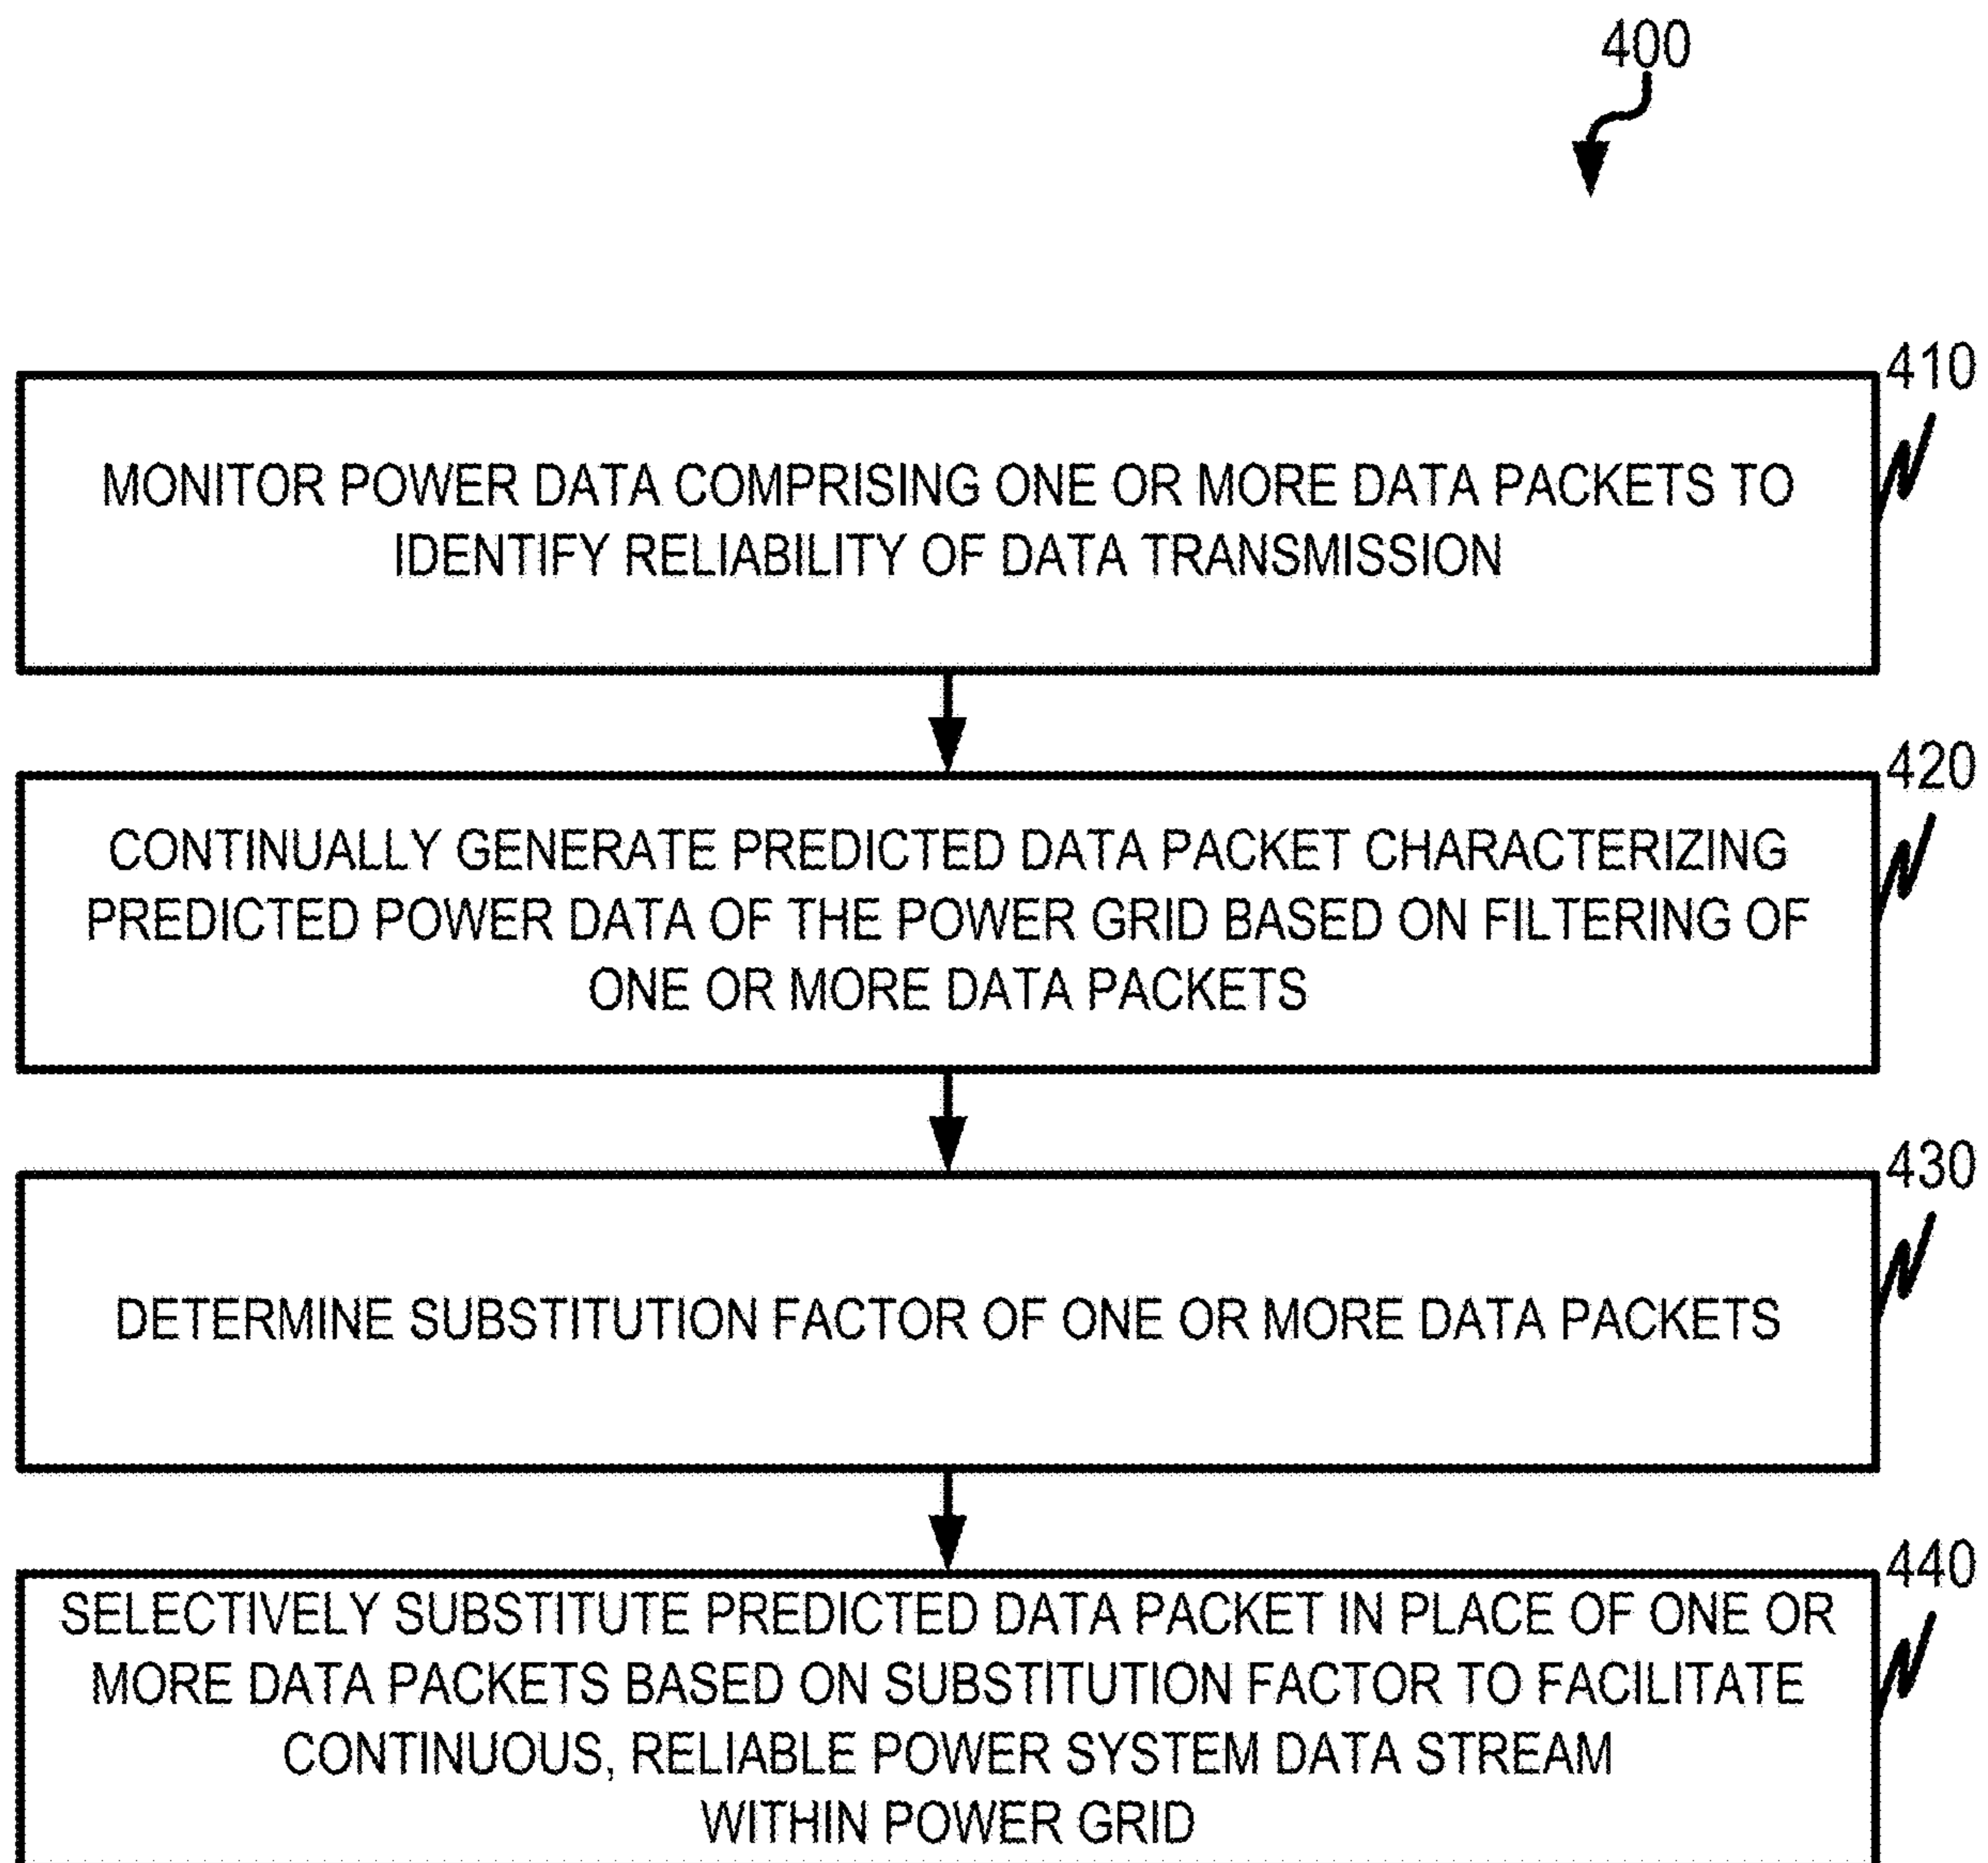 400
410
MONITOR POWER DATA COMPRISING ONE OR MORE DATA PACKETS TO
IDENTIFY RELIABILITY OF DATA TRANSMISSION
420
CONTINUALLY GENERATE PREDICTED DATA PACKET CHARACTERIZING
PREDICTED POWER DATA OF THE POWER GRID BASED ON FILTERING OF
ONE OR MORE DATA PACKETS
430
DETERMINE SUBSTITUTION FACTOR OF ONE OR MORE DATA PACKETS
440
SELECTIVELY SUBSTITUTE PREDICTED DATA PACKET IN PLACE OF ONE OR
MORE DATA PACKETS BASED ON SUBSTITUTION FACTOR TO FACILITATE
CONTINUOUS, RELIABLE POWER SYSTEM DATA STREAM
WITHIN POWER GRID